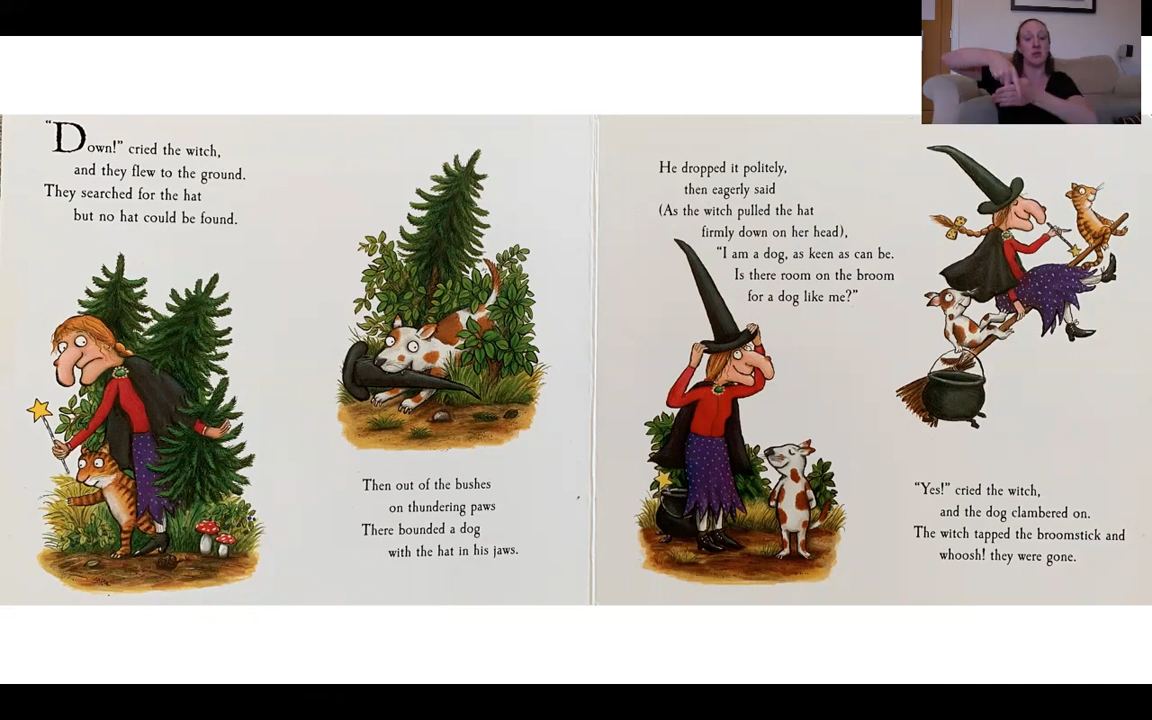 "Down!" cried the witch,
and they flew to the ground.
They searched for the hat
but no hat could be found.
Then out of the bushes
on thundering paws
There bounded a dog
with the hat in his jaws.
He dropped it politely,
then eagerly said
(As the witch pulled the hat
firmly down on her head),
"I am a dog, as keen as can be.
Is there room on the broom
for a dog like me?"
"Yes!" cried the witch,
and the dog clambered on.
The witch tapped the broomstick and
whoosh! they were gone.